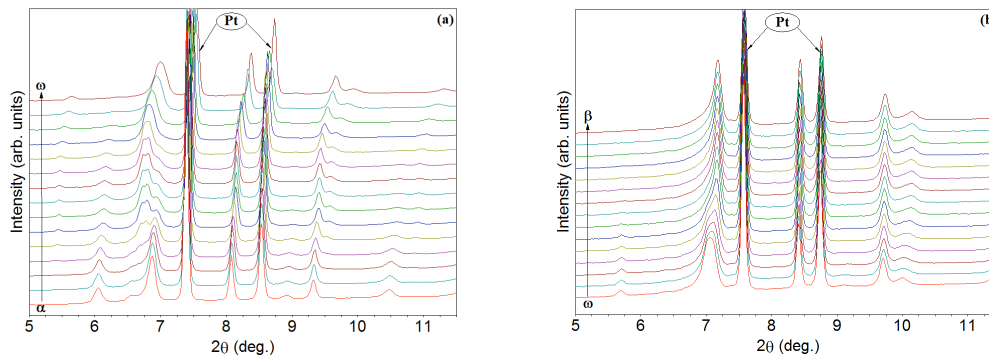 Pt
(a)
Intensity (arb. units)
ω
α
5 6 7 8 9 10 11
2θ (deg.)
Pt
(b
Intensity (arb. units)
β
ω
5 6 7 8 9 10 11
2θ (deg.)